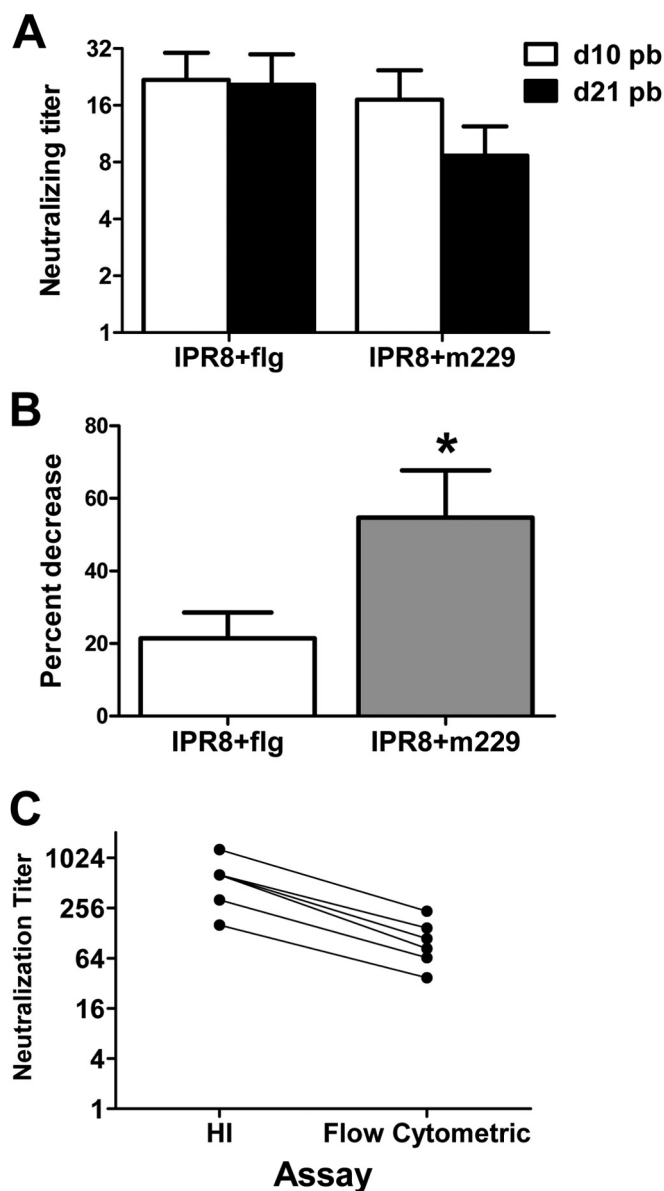 A
Neutralizing titer
32
16
8
4
2
1
d10 pb
d21 pb
IPR8+flg
IPR8+m229
B
Percent decrease
80
60
40
20
0
*
IPR8+flg
IPR8+m229
C
Neutralization Titer
1024
256
64
16
4
1
HI
Flow Cytometric
Assay